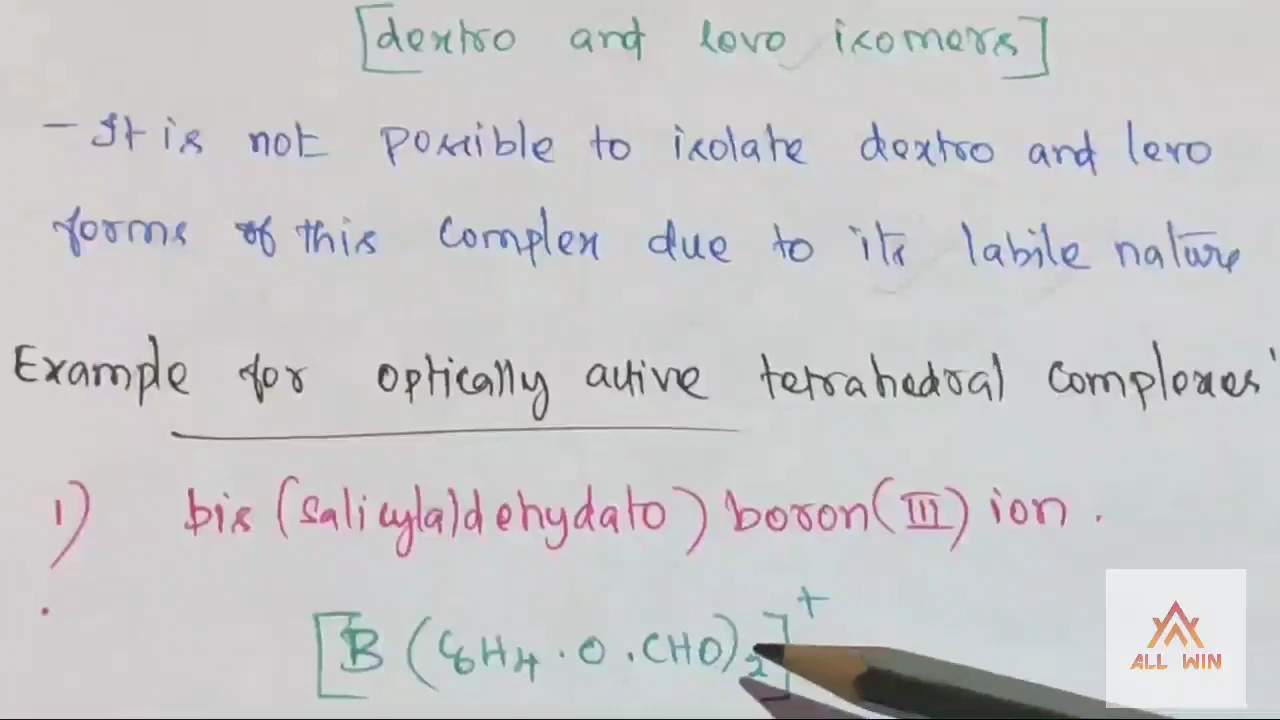 [dextro and levo isomers]
- It is not possible to isolate dextro and levo
forms of this complex due to its labile nature
Example for optically active tetrahedral complexes'
1) bis (salicylaldehydato) boron (III) ion.
[B (C6H4 . O . CHO)2]+
ALL WIN